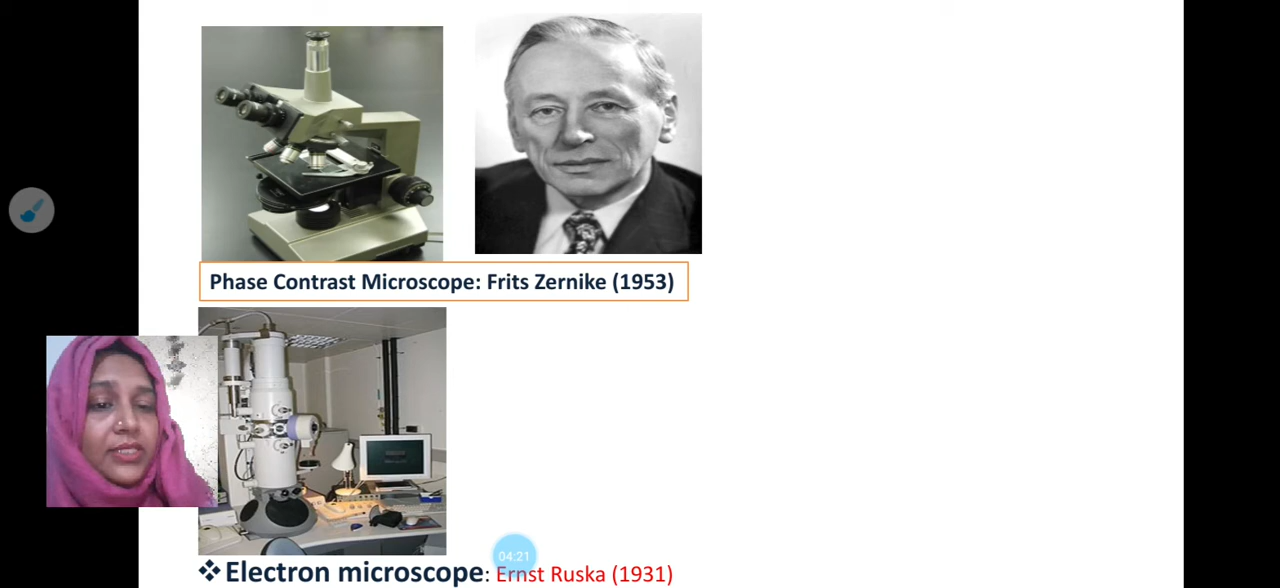 Phase Contrast Microscope: Frits Zernike (1953)
04:21
❖Electron microscope: Ernst Ruska (1931)